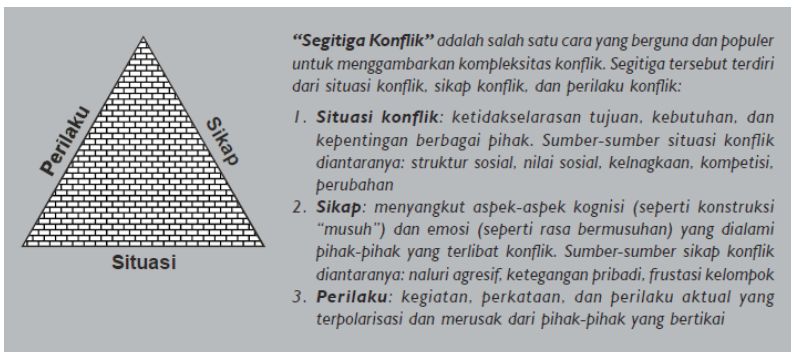 Perilaku
Sikap
Situasi
“Segitiga Konflik” adalah salah satu cara yang berguna dan populer
untuk menggambarkan kompleksitas konflik. Segitiga tersebut terdiri
dari situasi konflik, sikap konflik, dan perilaku konflik:
1. Situasi konflik: ketidakselarasan tujuan, kebutuhan, dan
kepentingan berbagai pihak. Sumber-sumber situasi konflik
diantaranya: struktur sosial, nilai sosial, kelnagkaan, kompetisi,
perubahan
2. Sikap: menyangkut aspek-aspek kognisi (seperti konstruksi
“musuh”) dan emosi (seperti rasa bermusuhan) yang dialami
pihak-pihak yang terlibat konflik. Sumber-sumber sikap konflik
diantaranya: naluri agresif, ketegangan pribadi, frustasi kelompok
3. Perilaku: kegiatan, perkataan, dan perilaku aktual yang
terpolarisasi dan merusak dari pihak-pihak yang bertikai